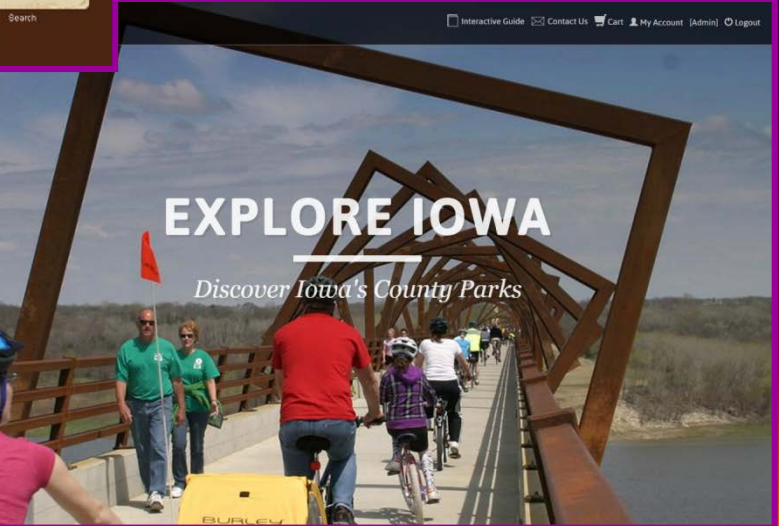 Search
Interactive Guide Contact Us Cart My Account [Admin] Logout
EXPLORE IOWA
Discover Iowa's County Parks
BURLEY